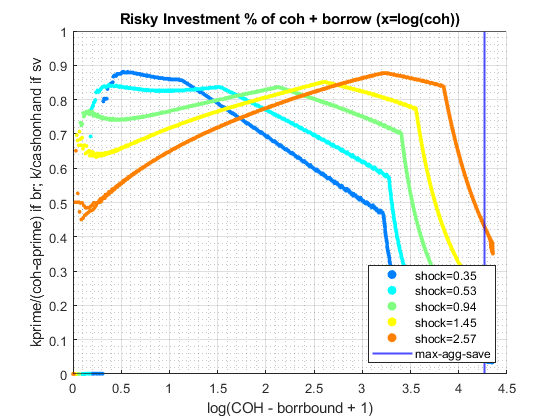 Risky Investment % of coh + borrow (x=log(coh))
kprime/(coh-aprime) if br; k/cashonhand if sv
1
0.9
0.8
0.7
0.6
0.5
0.4
0.3
0.2
0.1
0
0 0.5 1 1.5 2 2.5 3 3.5 4 4.5
log(COH - borrbound + 1)
shock=0.35
shock=0.53
shock=0.94
shock=1.45
shock=2.57
max-agg-save